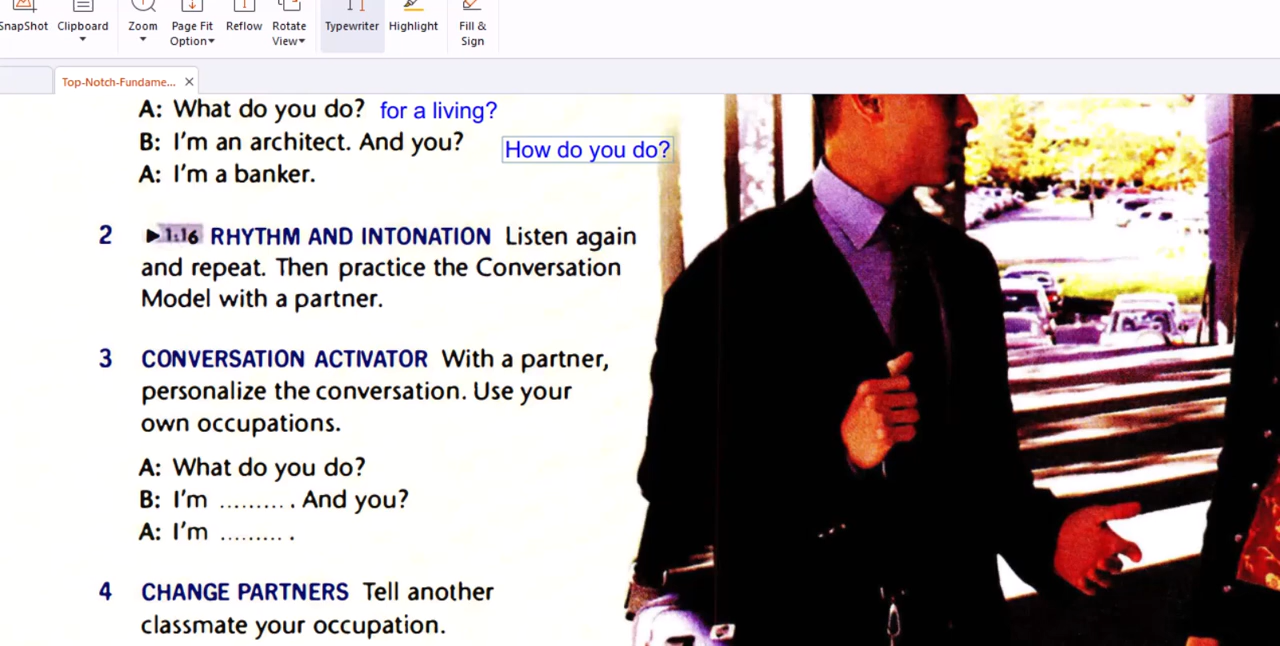 SnapShot Clipboard Zoom Page Fit Option Reflow Rotate View Typewriter Highlight Fill & Sign
Top-Notch-Fundame...
A: What do you do? for a living?
B: I'm an architect. And you? How do you do?
A: I'm a banker.
2 1:16 RHYTHM AND INTONATION Listen again
and repeat. Then practice the Conversation
Model with a partner.
3 CONVERSATION ACTIVATOR With a partner,
personalize the conversation. Use your
own occupations.
A: What do you do?
B: I'm ......... . And you?
A: I'm ......... .
4 CHANGE PARTNERS Tell another
classmate your occupation.